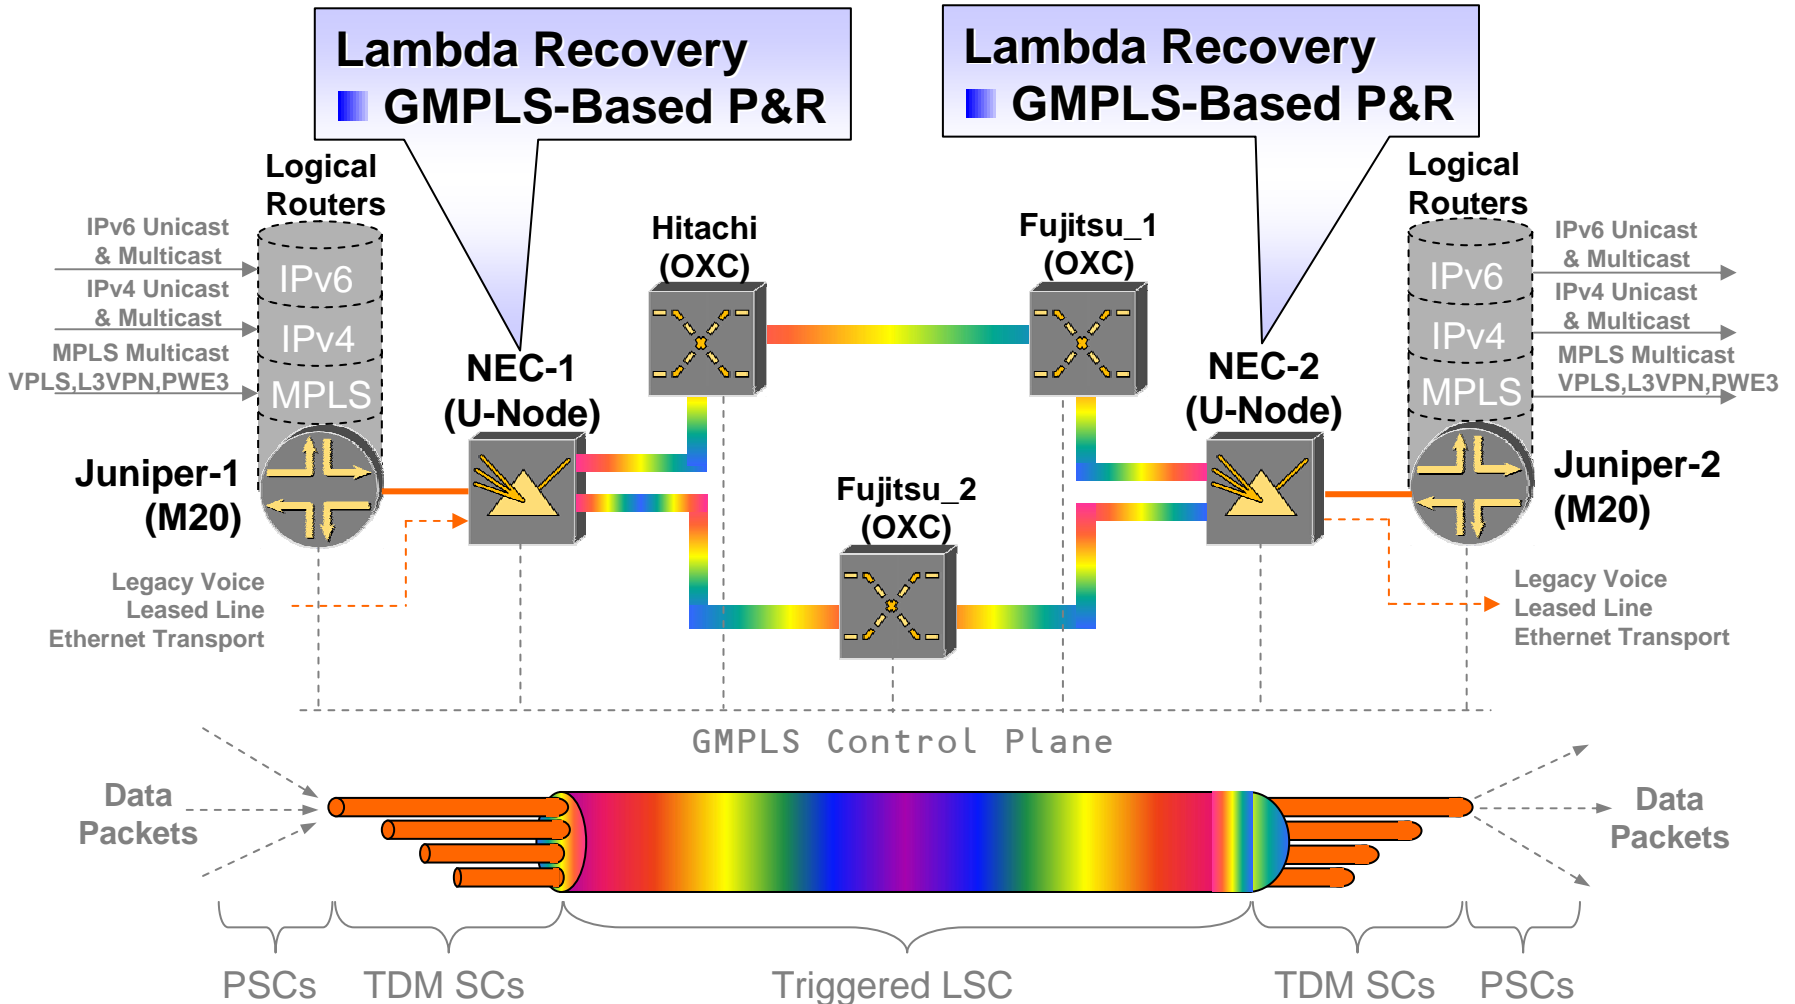 Lambda Recovery
GMPLS-Based P&R
Lambda Recovery
GMPLS-Based P&R
Logical
Routers
IPv6 Unicast
& Multicast
IPv4 Unicast
& Multicast
MPLS Multicast
VPLS,L3VPN,PWE3
IPv6
IPv4
MPLS
Juniper-1
(M20)
NEC-1
(U-Node)
Hitachi
(OXC)
Fujitsu_1
(OXC)
Fujitsu_2
(OXC)
NEC-2
(U-Node)
Logical
Routers
IPv6
IPv4
MPLS
IPv6 Unicast
& Multicast
IPv4 Unicast
& Multicast
MPLS Multicast
VPLS,L3VPN,PWE3
Juniper-2
(M20)
Legacy Voice
Leased Line
Ethernet Transport
Legacy Voice
Leased Line
Ethernet Transport
GMPLS Control Plane
Data
Packets
Data
Packets
PSCs
TDM SCs
Triggered LSC
TDM SCs
PSCs